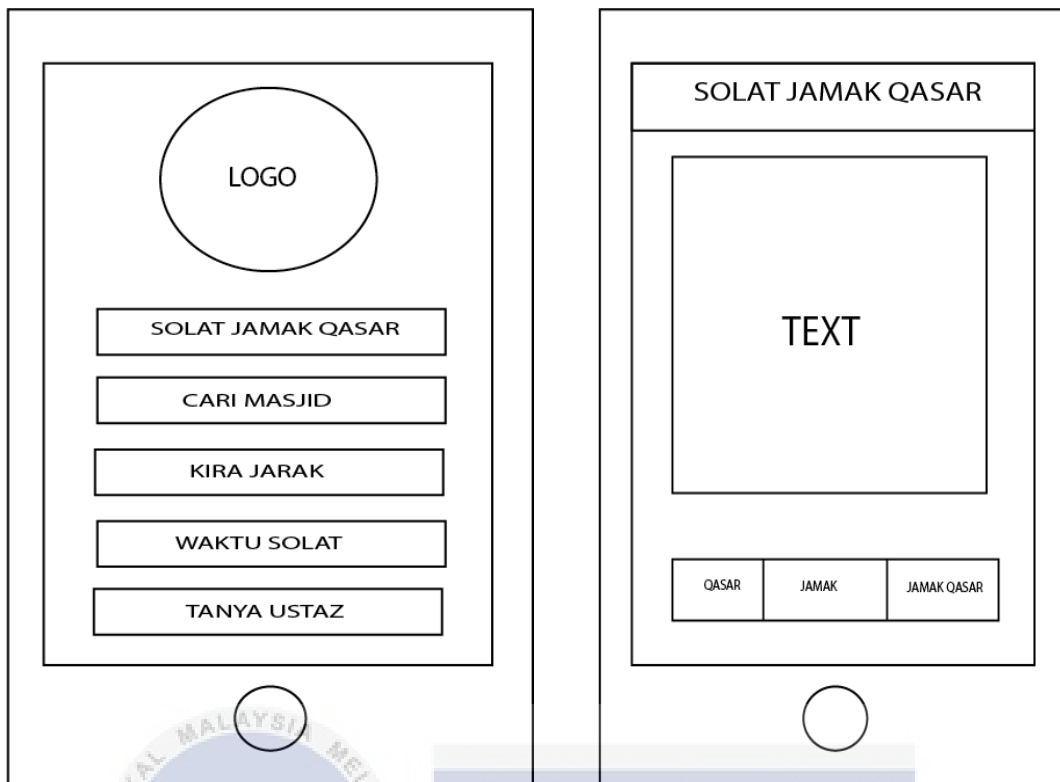 LOGO
SOLAT JAMAK QASAR
CARI MASJID
KIRA JARAK
WAKTU SOLAT
TANYA USTAZ
SOLAT JAMAK QASAR
TEXT
QASAR
JAMAK
JAMAK QASAR
MALAYSIA